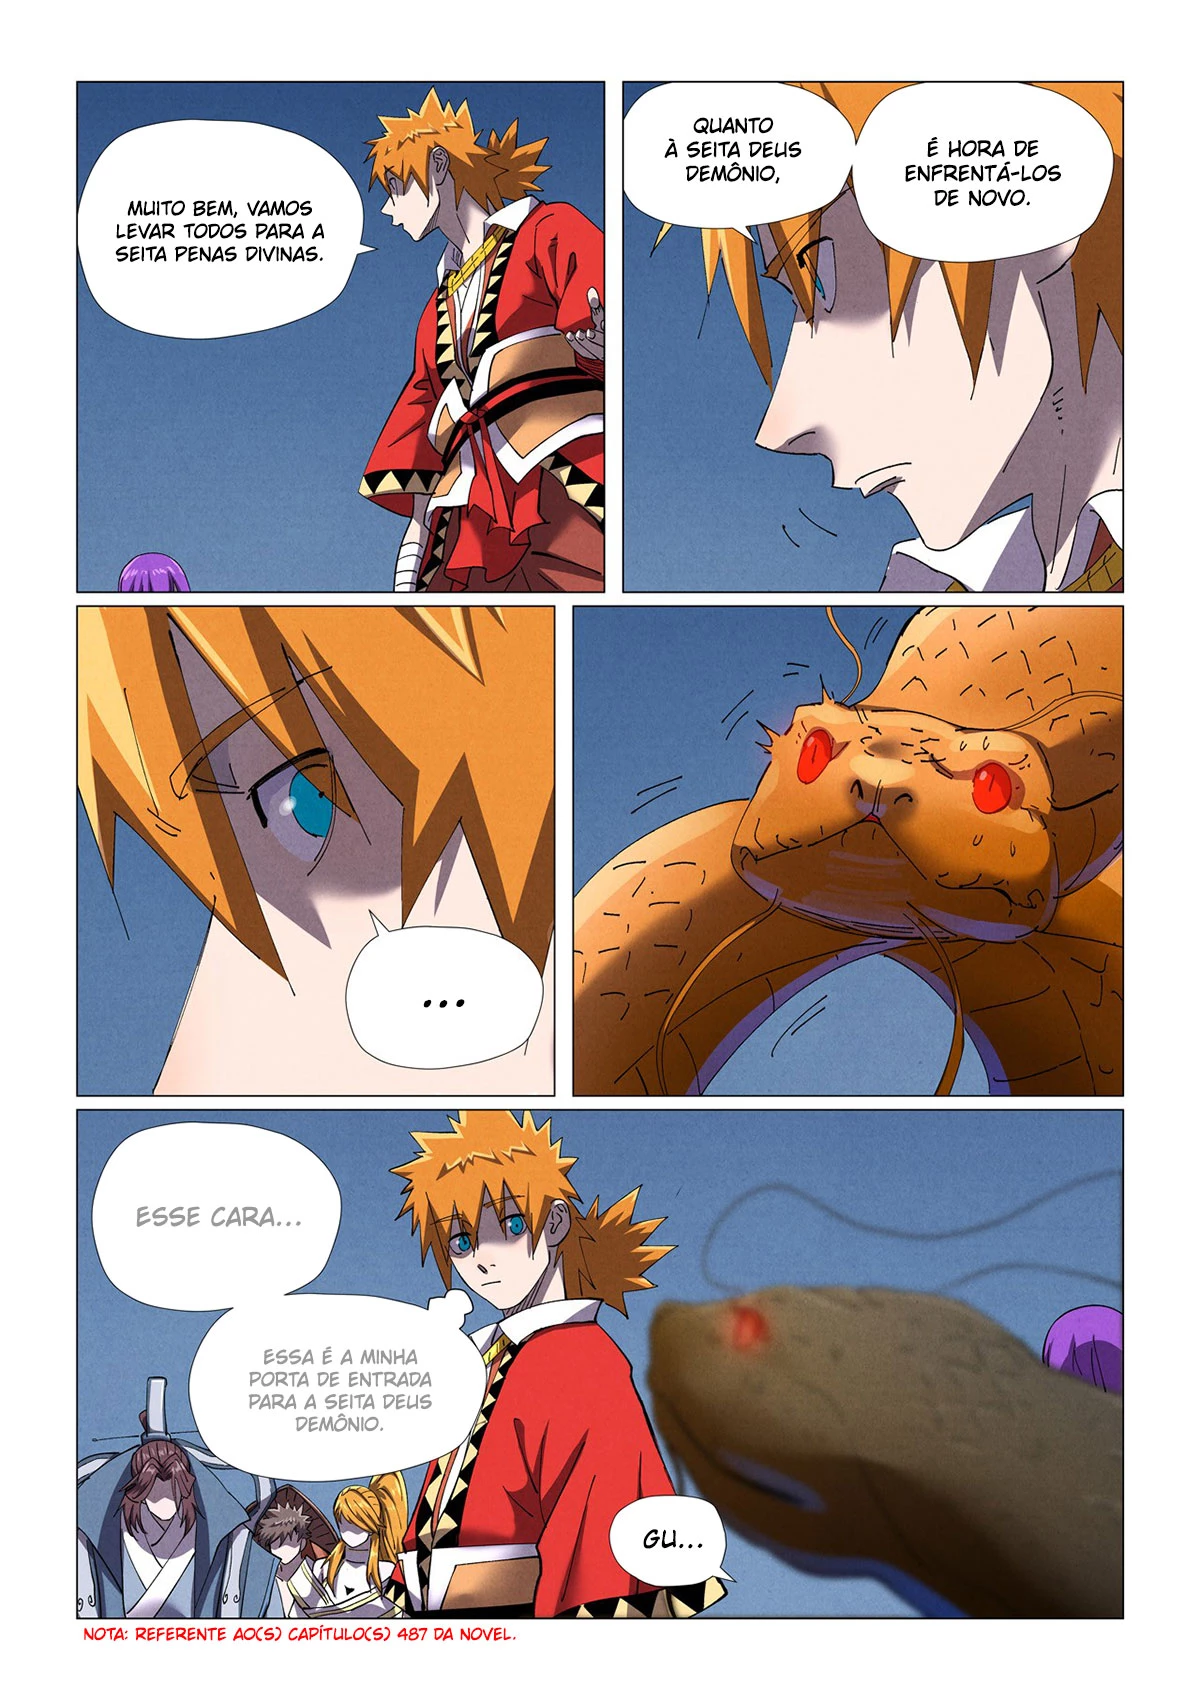 MUITO BEM, VAMOS
LEVAR TODOS PARA A
SEITA PENAS DIVINAS.
QUANTO
À SEITA DEUS
DEMÔNIO,
É HORA DE
ENFRENTÁ-LOS
DE NOVO.
...
ESSE CARA...
ESSA É A MINHA
PORTA DE ENTRADA
PARA A SEITA DEUS
DEMÔNIO.
GU...
NOTA: REFERENTE AO(S) CAPÍTULO(S) 487 DA NOVEL.